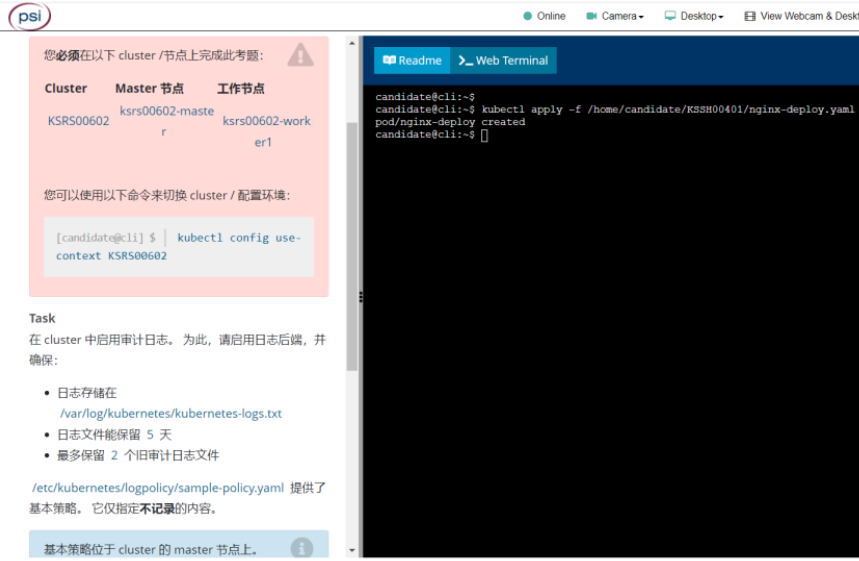 psi
Online
Camera
Desktop
View Webcam & Deskt
您必须在以下 cluster /节点上完成此考题:
Cluster
Master 节点
工作节点
KSRS00602
ksrs00602-maste
r
ksrs00602-work
er1
您可以使用以下命令来切换 cluster / 配置环境:
[candidate@cli] $ | kubectl config use-
context KSRS00602
Task
在 cluster 中启用审计日志。 为此, 请启用日志后端, 并
确保:
• 日志存储在
/var/log/kubernetes/kubernetes-logs.txt
• 日志文件能保留 5 天
• 最多保留 2 个旧审计日志文件
/etc/kubernetes/logpolicy/sample-policy.yaml 提供了
基本策略。 它仅指定不记录的内容。
基本策略位于 cluster 的 master 节点上。
Readme
Web Terminal
candidate@cli:~$
candidate@cli:~$ kubectl apply -f /home/candidate/KSSH00401/nginx-deploy.yaml
pod/nginx-deploy created
candidate@cli:~$